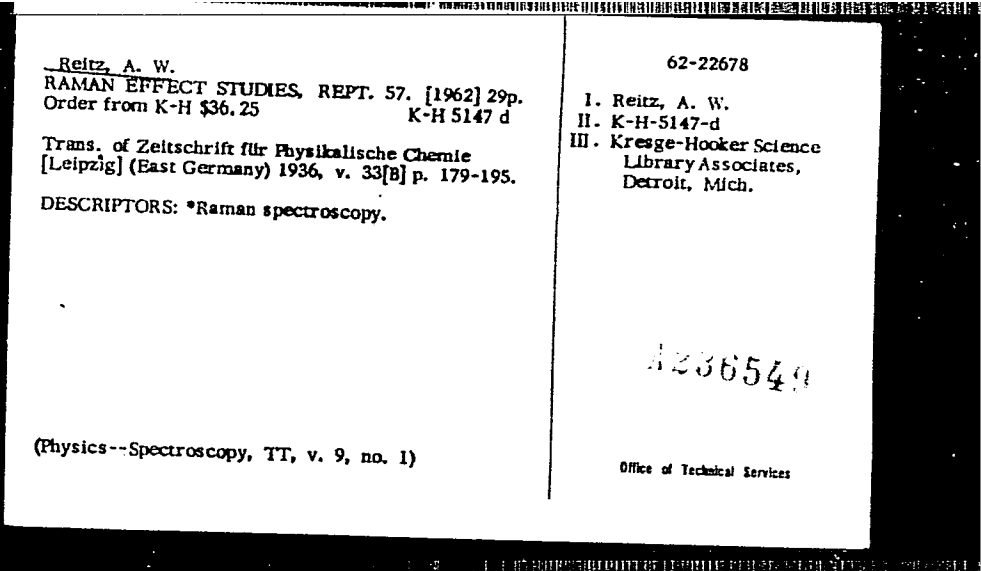 Reitz, A. W.
RAMAN EFFECT STUDIES, REPT. 57. [1962] 29p.
Order from K-H $36.25 K-H 5147 d
Trans. of Zeitschrift für Physikalische Chemie
[Leipzig] (East Germany) 1936, v. 33[B] p. 179-195.
DESCRIPTORS: *Raman spectroscopy.
(Physics--Spectroscopy, TT, v. 9, no. 1)
62-22678
I. Reitz, A. W.
II. K-H-5147-d
III. Kresge-Hooker Science
Library Associates,
Detroit, Mich.
A236549
Office of Technical Services